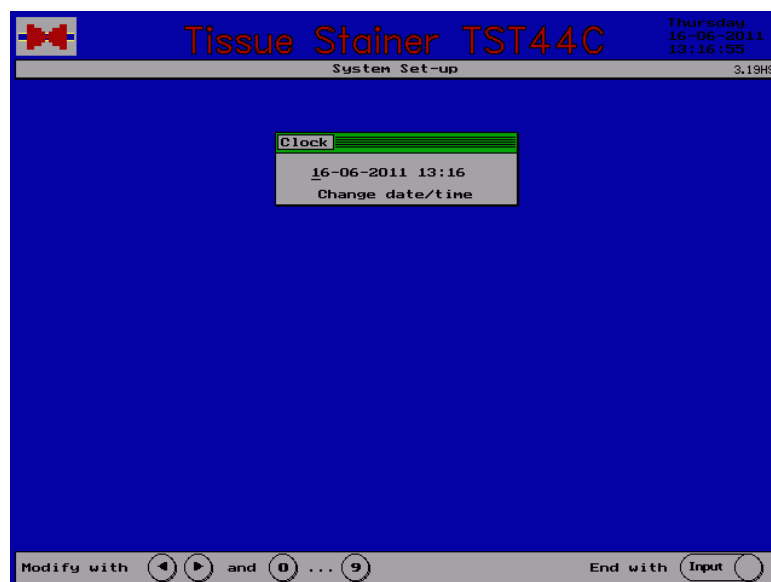 Tissue Stainer TST44C
Thursday
16-06-2011
13:16:55
System Set-up
3.19HS
Clock
16-06-2011 13:16
Change date/time
Modify with and 0 ... 9
End with Input